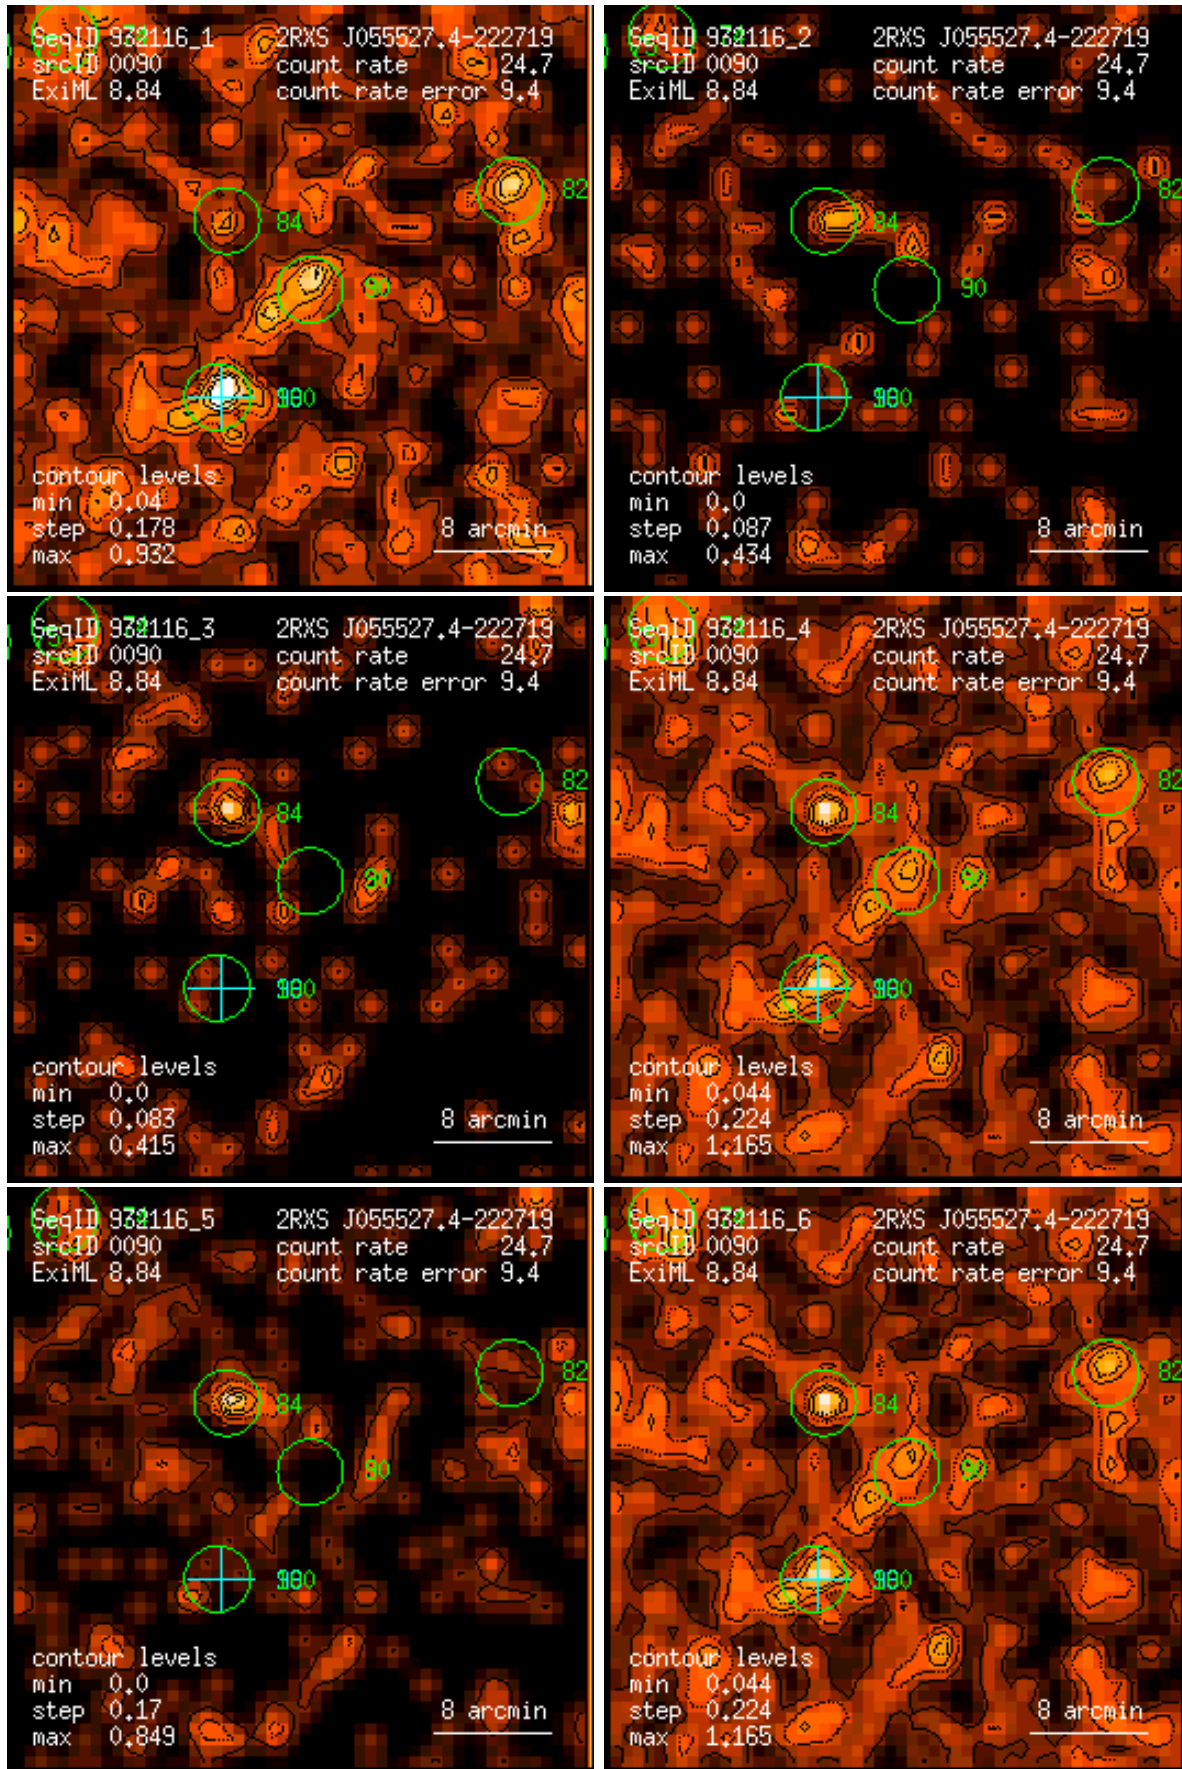 SeqID 932116_1 2RXS J055527.4-222719
srcID 0090 count rate 24.7
ExiML 8.84 count rate error 9.4
82
84
90
contour levels
min 0.04
step 0.178
max 0.932
8 arcmin
SeqID 932116_2 2RXS J055527.4-222719
srcID 0090 count rate 24.7
ExiML 8.84 count rate error 9.4
82
84
90
contour levels
min 0.0
step 0.087
max 0.434
8 arcmin
SeqID 932116_3 2RXS J055527.4-222719
srcID 0090 count rate 24.7
ExiML 8.84 count rate error 9.4
82
84
90
contour levels
min 0.0
step 0.083
max 0.415
8 arcmin
SeqID 932116_4 2RXS J055527.4-222719
srcID 0090 count rate 24.7
ExiML 8.84 count rate error 9.4
82
84
90
contour levels
min 0.044
step 0.224
max 1.165
8 arcmin
SeqID 932116_5 2RXS J055527.4-222719
srcID 0090 count rate 24.7
ExiML 8.84 count rate error 9.4
82
84
90
contour levels
min 0.0
step 0.17
max 0.849
8 arcmin
SeqID 932116_6 2RXS J055527.4-222719
srcID 0090 count rate 24.7
ExiML 8.84 count rate error 9.4
82
84
90
contour levels
min 0.044
step 0.224
max 1.165
8 arcmin